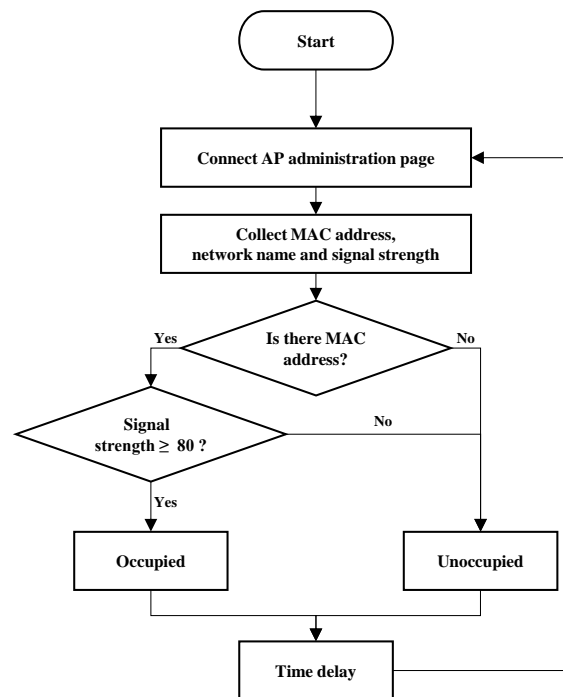 Start
Connect AP administration page
Collect MAC address,
network name and signal strength
Yes
Is there MAC
address?
No
Signal
strength ≥ 80 ?
No
Yes
Occupied
Unoccupied
Time delay